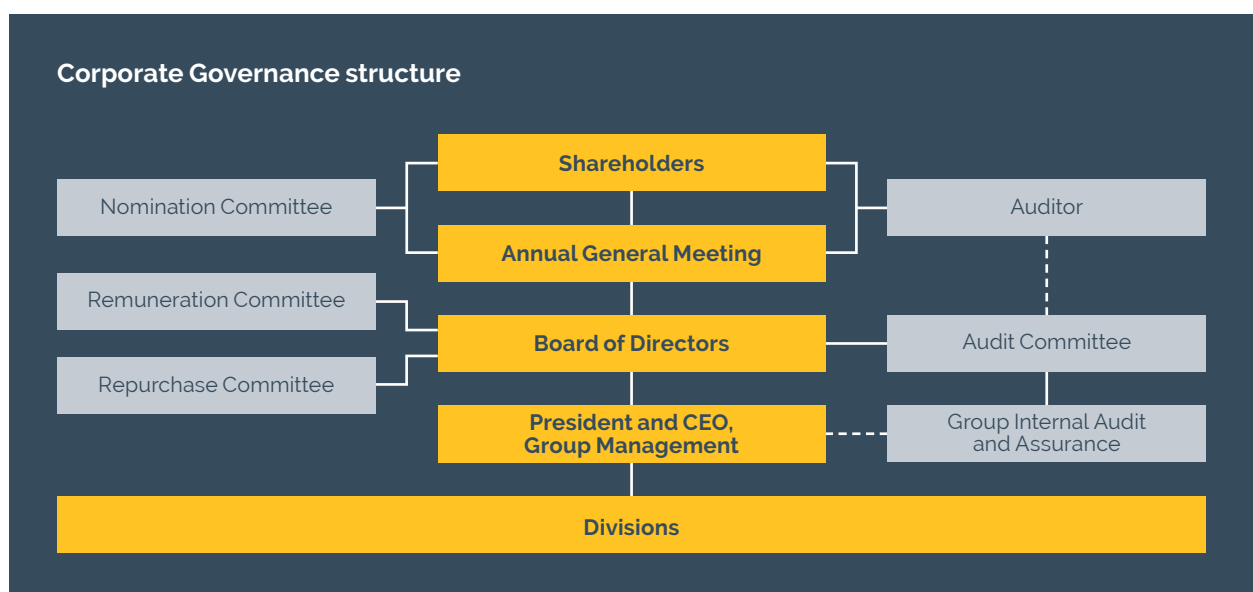 Corporate Governance structure
Shareholders
Nomination Committee
Auditor
Annual General Meeting
Remuneration Committee
Board of Directors
Audit Committee
Repurchase Committee
President and CEO,
Group Management
Group Internal Audit
and Assurance
Divisions